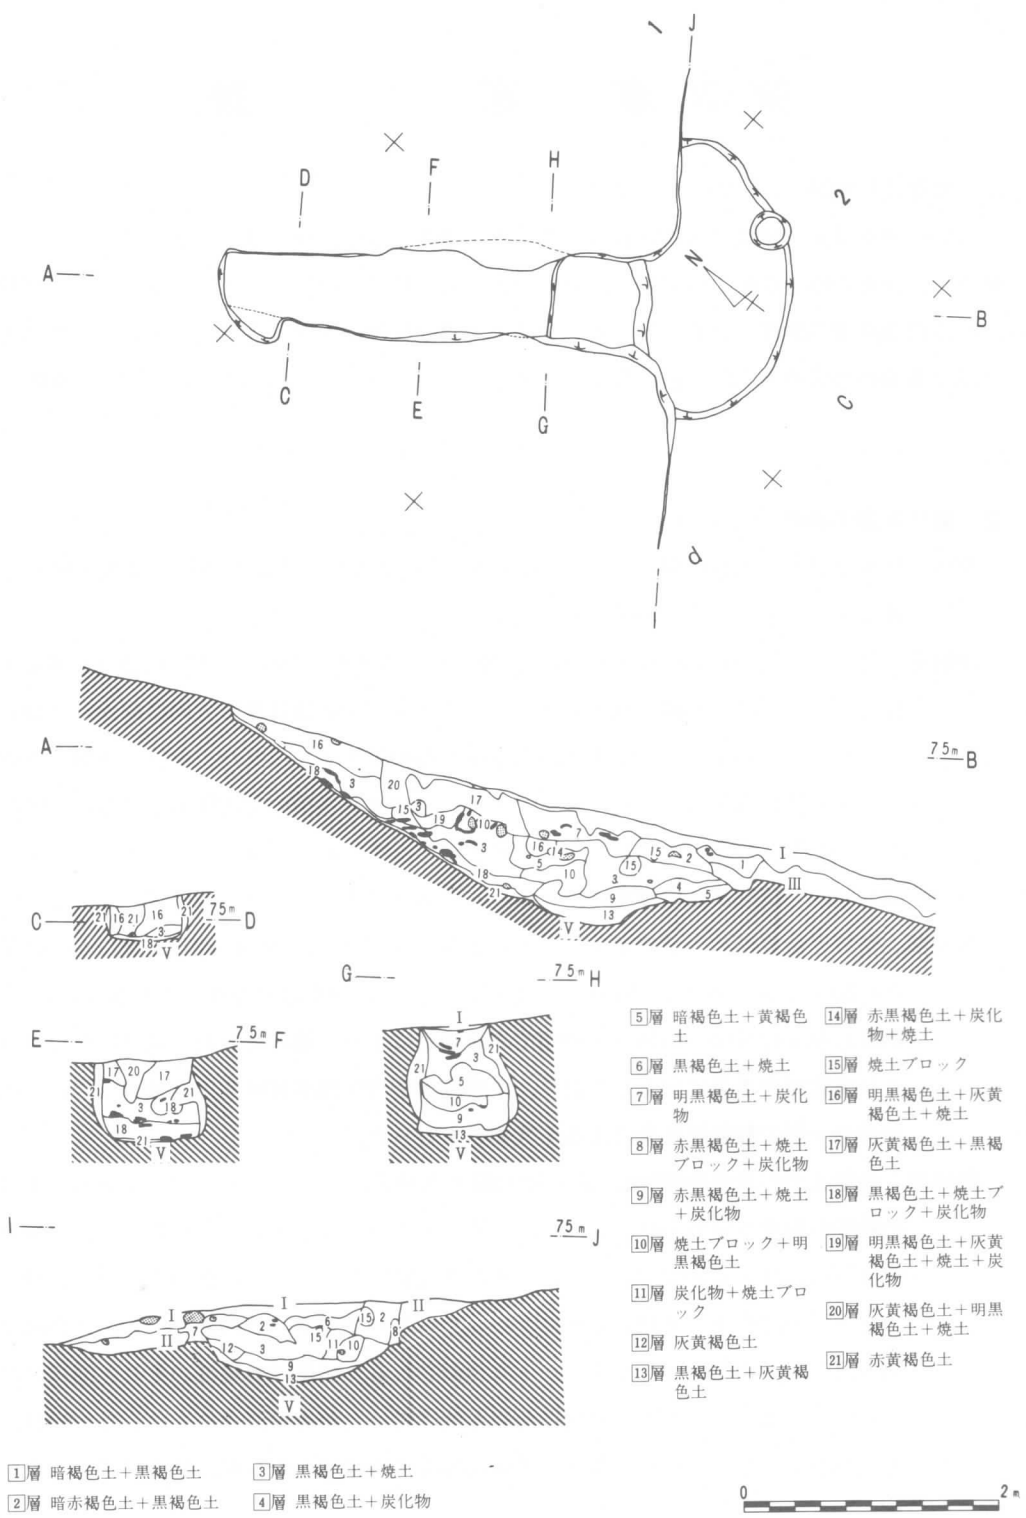 1 J
2
D F H
N
A B
C E G
c
d
I
A 75m B
16
18 3 20 17
15 3 19 10 7
3 16 14 15 2 1 I
5 10 15 3 4 5 III
18 21 9 13
V
C 21 16 21 16 21 75m D
3
18 V
G 75m H
E 75m F
17 20 17
21 21
3 18
18
21
V
I
7
21 3 21
5
10
9
13
V
I 75m J
I I II
II 7 2 6 15 15 2 8
12 3 11 10
9
13
V
5層 暗褐色土+黄褐色
土
6層 黒褐色土+焼土
7層 明黒褐色土+炭化
物
8層 赤黒褐色土+焼土
ブロック+炭化物
9層 赤黒褐色土+焼土
+炭化物
10層 焼土ブロック+明
黒褐色土
11層 炭化物+焼土ブロ
ック
12層 灰黄褐色土
13層 黒褐色土+灰黄褐
色土
14層 赤黒褐色土+炭化
物+焼土
15層 焼土ブロック
16層 明黒褐色土+灰黄
褐色土+焼土
17層 灰黄褐色土+黒褐
色土
18層 黒褐色土+焼土ブ
ロック+炭化物
19層 明黒褐色土+灰黄
褐色土+焼土+炭
化物
20層 灰黄褐色土+明黒
褐色土+焼土
21層 赤黄褐色土
1層 暗褐色土+黒褐色土
2層 暗赤褐色土+黒褐色土
3層 黒褐色土+焼土
4層 黒褐色土+炭化物
0 2m